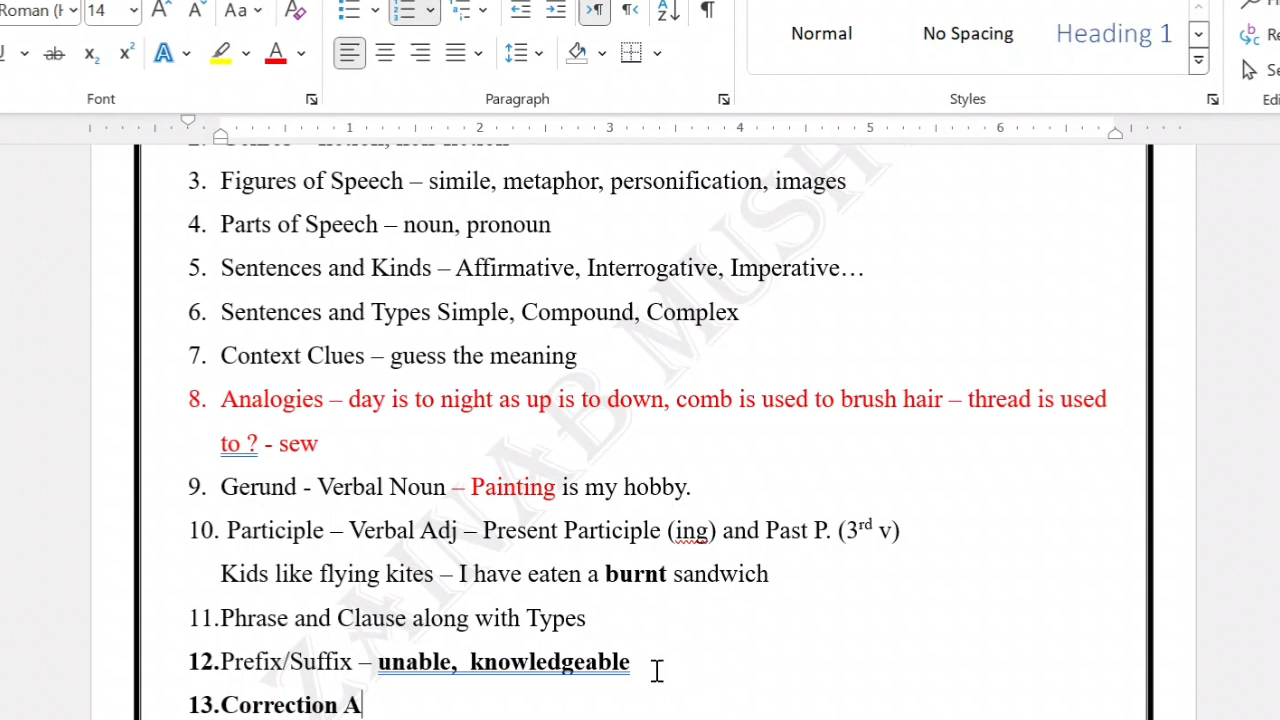 Roman (H 14 A A Aa A
ab x₂ x² A A
Normal No Spacing Heading 1
Font Paragraph Styles
1 2 3 4 5 6
3. Figures of Speech – simile, metaphor, personification, images
4. Parts of Speech – noun, pronoun
5. Sentences and Kinds – Affirmative, Interrogative, Imperative…
6. Sentences and Types Simple, Compound, Complex
7. Context Clues – guess the meaning
8. Analogies – day is to night as up is to down, comb is used to brush hair – thread is used
to ? - sew
9. Gerund - Verbal Noun – Painting is my hobby.
10. Participle – Verbal Adj – Present Participle (ing) and Past P. (3rd v)
Kids like flying kites – I have eaten a burnt sandwich
11.Phrase and Clause along with Types
12.Prefix/Suffix – unable, knowledgeable
13.Correction A
ZAINAB MUSH